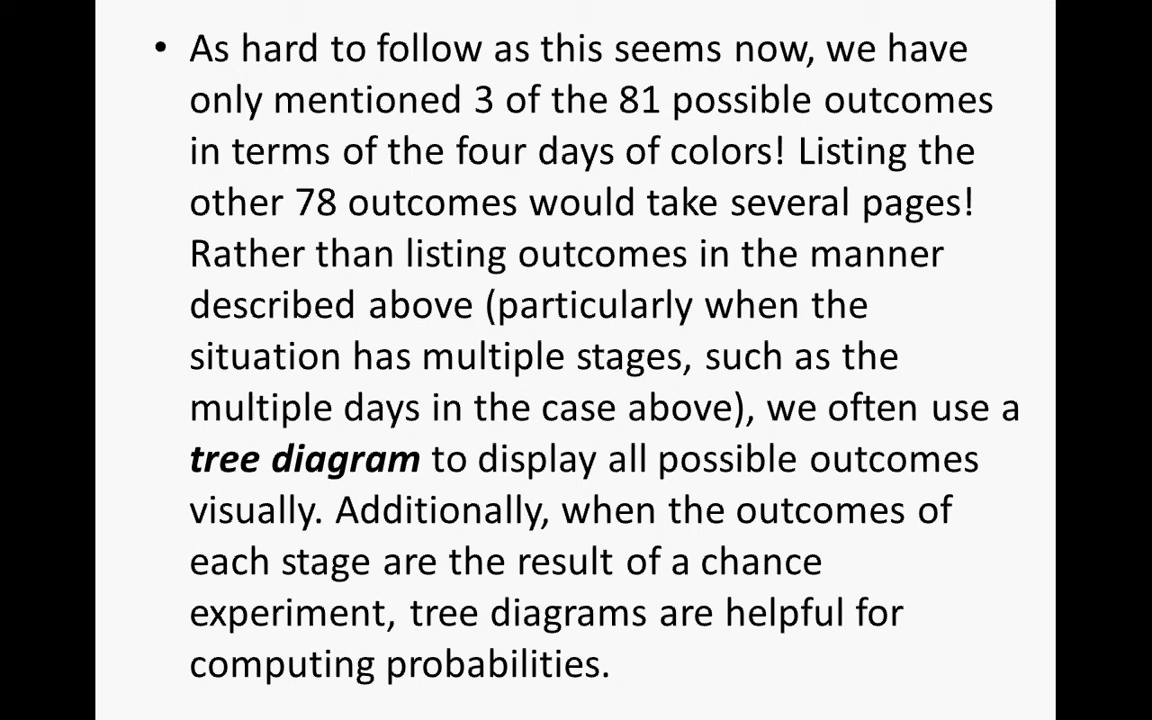 • As hard to follow as this seems now, we have
only mentioned 3 of the 81 possible outcomes
in terms of the four days of colors! Listing the
other 78 outcomes would take several pages!
Rather than listing outcomes in the manner
described above (particularly when the
situation has multiple stages, such as the
multiple days in the case above), we often use a
tree diagram to display all possible outcomes
visually. Additionally, when the outcomes of
each stage are the result of a chance
experiment, tree diagrams are helpful for
computing probabilities.